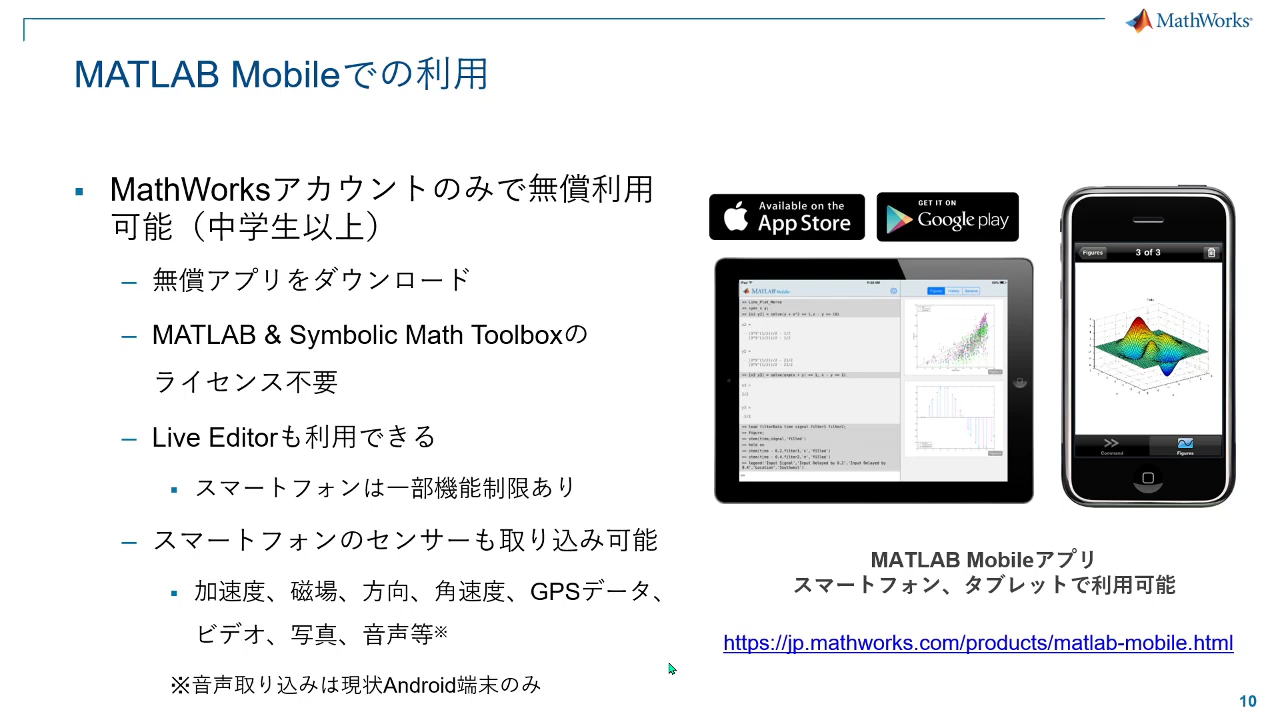 MathWorks
MATLAB Mobileでの利用
MathWorksアカウントのみで無償利用
可能（中学生以上）
無償アプリをダウンロード
MATLAB & Symbolic Math Toolboxの
ライセンス不要
Live Editorも利用できる
スマートフォンは一部機能制限あり
スマートフォンのセンサーも取り込み可能
加速度、磁場、方向、角速度、GPSデータ、
ビデオ、写真、音声等※
※音声取り込みは現状Android端末のみ
Available on the
App Store
GET IT ON
Google play
MATLAB Mobile
Figures
3 of 3
Command
Figures
MATLAB Mobileアプリ
スマートフォン、タブレットで利用可能
https://jp.mathworks.com/products/matlab-mobile.html
10